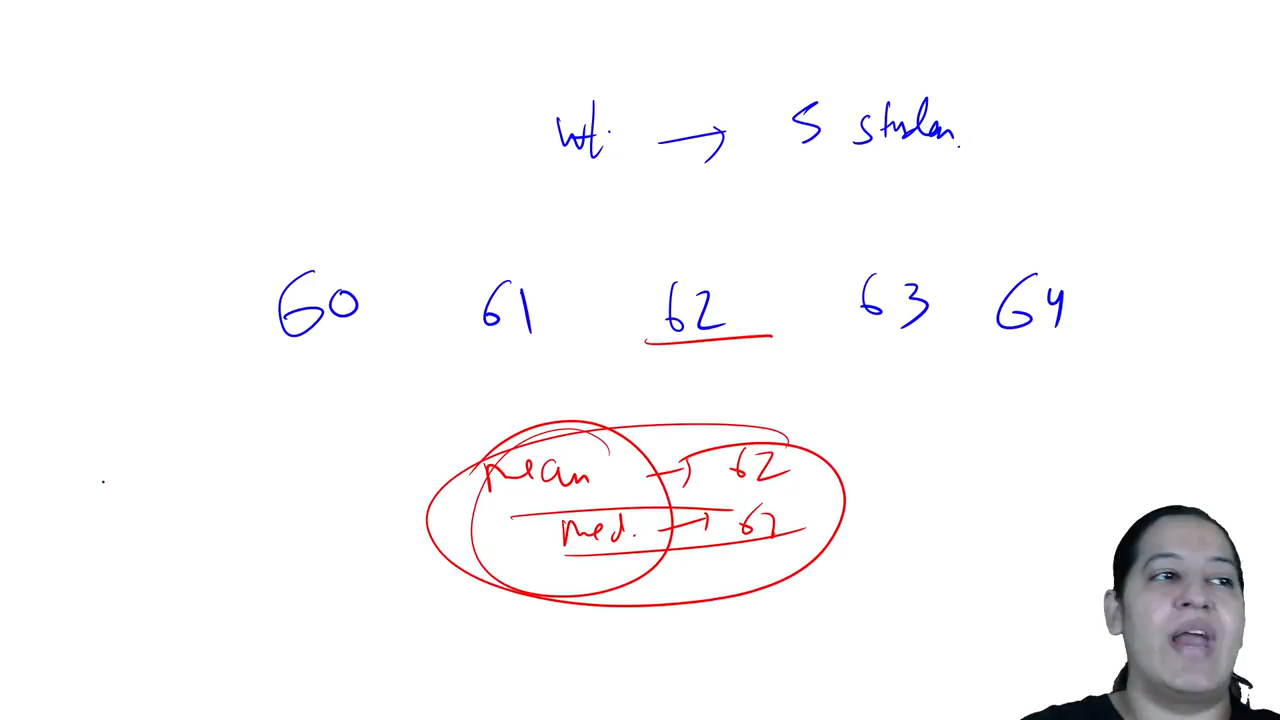 wt. → 5 studen.
60 61 62 63 64
mean → 62
med. → 62